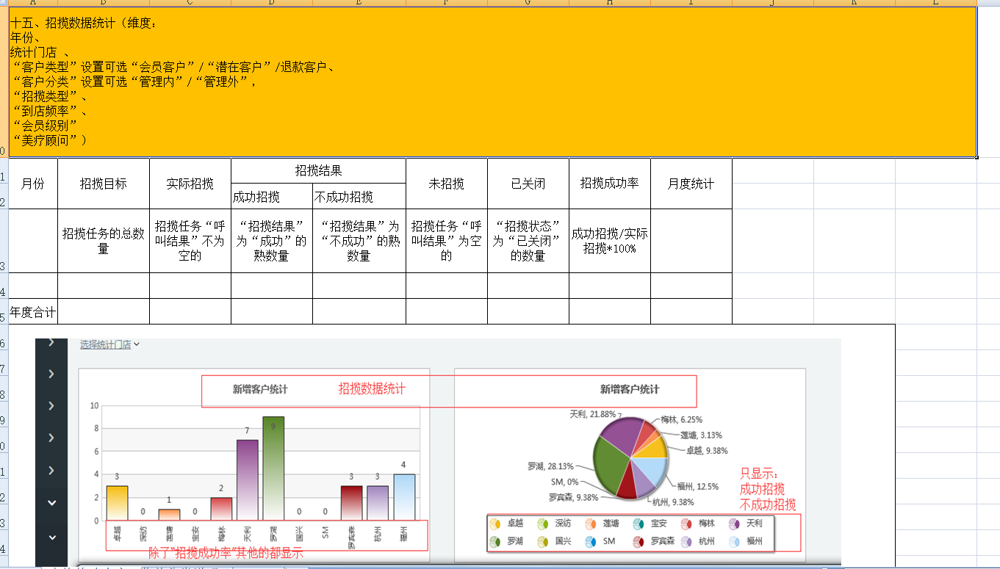 A B C D E F G H I J K L
十五、招揽数据统计（维度：
年份、
统计门店 、
“客户类型”设置可选“会员客户”/“潜在客户”/退款客户、
“客户分类”设置可选“管理内”/“管理外”，
“招揽类型”、
“到店频率”、
“会员级别”
“美疗顾问”）
月份 招揽目标 实际招揽 招揽结果 未招揽 已关闭 招揽成功率 月度统计
成功招揽 不成功招揽
招揽任务的总数
量
招揽任务“呼
叫结果”不为
空的
“招揽结果”
为“成功”的
熟数量
“招揽结果”为
“不成功”的熟
数量
招揽任务“呼
叫结果”为空
的
“招揽状态”
为“已关闭”
的数量
成功招揽/实际
招揽*100%
年度合计
选择统计门店
新增客户统计 招揽数据统计
10
8
6
4
2
0
3 0 1 0 2 7 9 0 0 3 3 4
卓越 深纺 莲塘 宝安 梅林 天利 罗湖 国兴 SM 罗宾森 杭州 福州
除了“招揽成功率”其他的都显示
新增客户统计
天利, 21.88%
梅林, 6.25%
莲塘, 3.13%
卓越, 9.38%
罗湖, 28.13%
SM, 0%
罗宾森, 9.38%
福州, 12.5%
杭州, 9.38%
只显示：
成功招揽
不成功招揽
卓越 深纺 莲塘 宝安 梅林 天利
罗湖 国兴 SM 罗宾森 杭州 福州